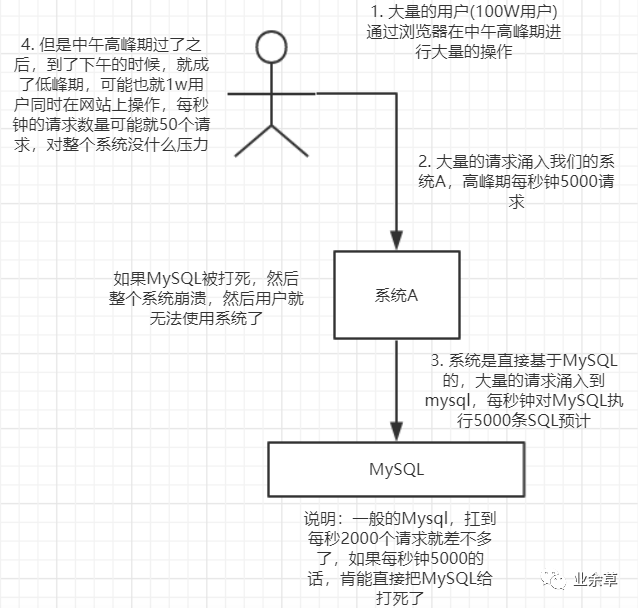 1. 大量的用户(100W用户)
通过浏览器在中午高峰期进
行大量的操作
4. 但是中午高峰期过了之
后，到了下午的时候，就成
了低峰期，可能也就1w用
户同时在网站上操作，每秒
钟的请求数量可能就50个请
求，对整个系统没什么压力
2. 大量的请求涌入我们的系
统A，高峰期每秒钟5000请
求
如果MySQL被打死，然后
整个系统崩溃，然后用户就
无法使用系统了
系统A
3. 系统是直接基于MySQL
的，大量的请求涌入到
mysql，每秒钟对MySQL执
行5000条SQL预计
MySQL
说明：一般的Mysql，扛到
每秒2000个请求就差不多
了，如果每秒钟5000的
话，肯能直接把MySQL给
打死了
业余草